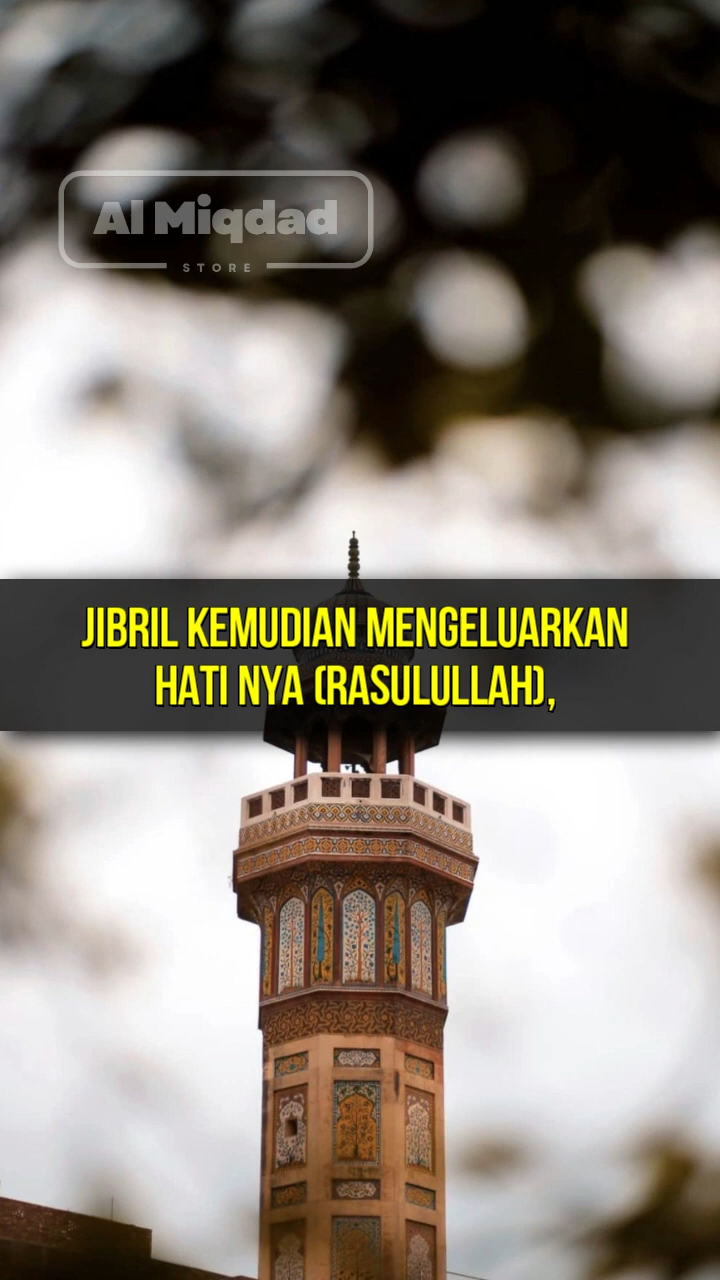 Al Miqdad
STORE
JIBRIL KEMUDIAN MENGELUARKAN
HATI NYA (RASULULLAH),